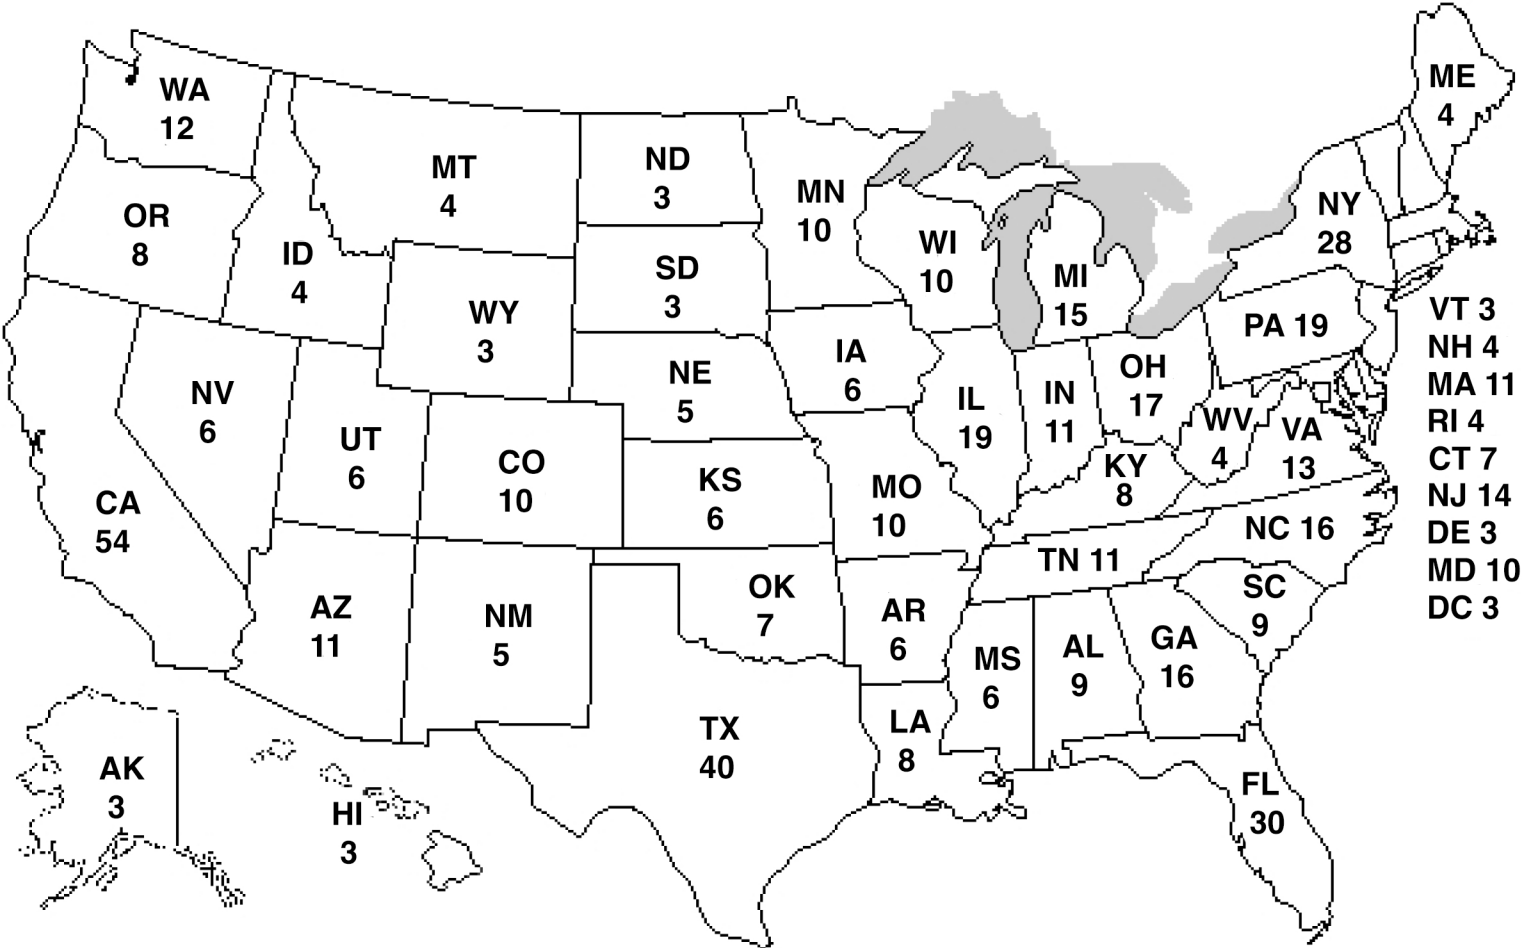 WA
12
OR
8
CA
54
NV
6
ID
4
MT
4
WY
3
UT
6
CO
10
AZ
11
NM
5
ND
3
SD
3
NE
5
KS
6
OK
7
TX
40
MN
10
IA
6
MO
10
AR
6
LA
8
WI
10
IL
19
MI
15
IN
11
OH
17
KY
8
TN 11
MS
6
AL
9
GA
16
FL
30
SC
9
NC 16
VA
13
WV
4
PA 19
NY
28
ME
4
VT 3
NH 4
MA 11
RI 4
CT 7
NJ 14
DE 3
MD 10
DC 3
AK
3
HI
3